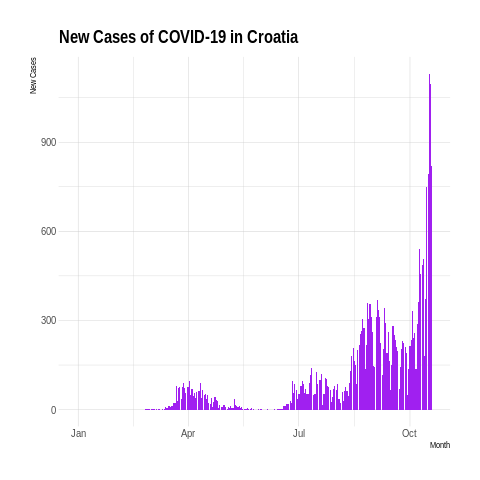 New Cases of COVID-19 in Croatia
New Cases
900
600
300
0
Jan Apr Jul Oct
Month